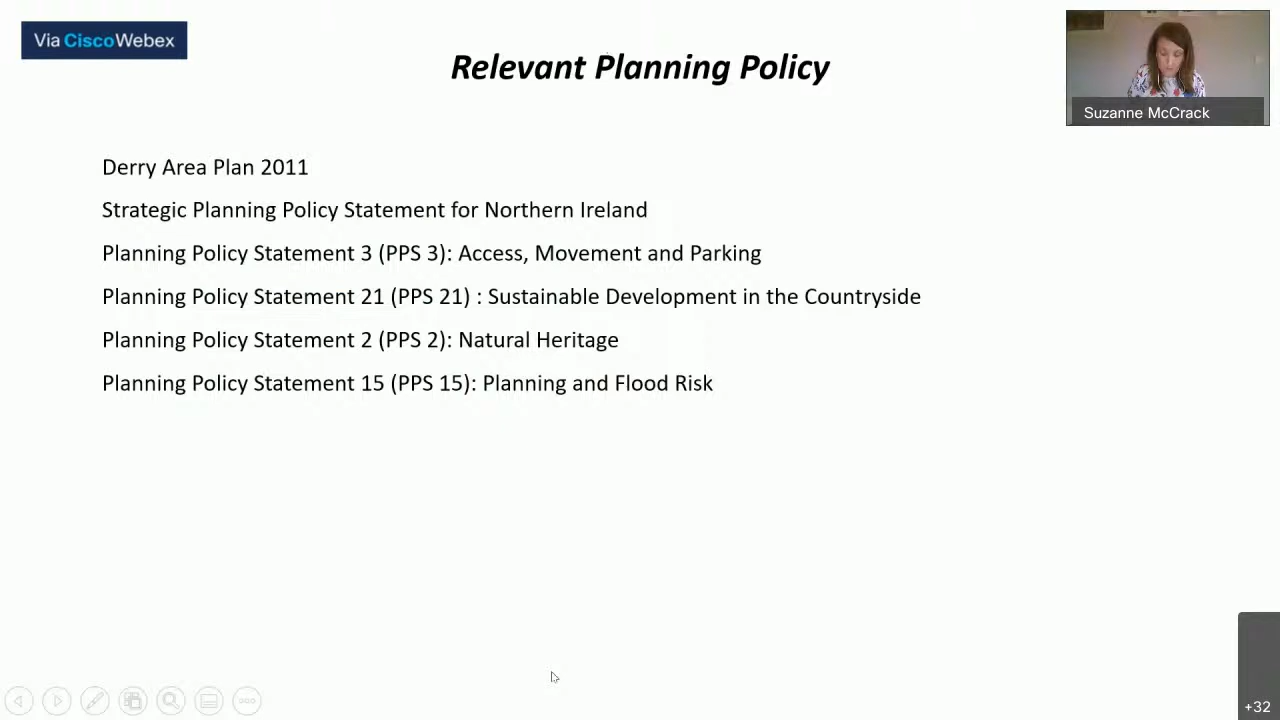 Via CiscoWebex
Relevant Planning Policy
Suzanne McCrack
Derry Area Plan 2011
Strategic Planning Policy Statement for Northern Ireland
Planning Policy Statement 3 (PPS 3): Access, Movement and Parking
Planning Policy Statement 21 (PPS 21) : Sustainable Development in the Countryside
Planning Policy Statement 2 (PPS 2): Natural Heritage
Planning Policy Statement 15 (PPS 15): Planning and Flood Risk
+32